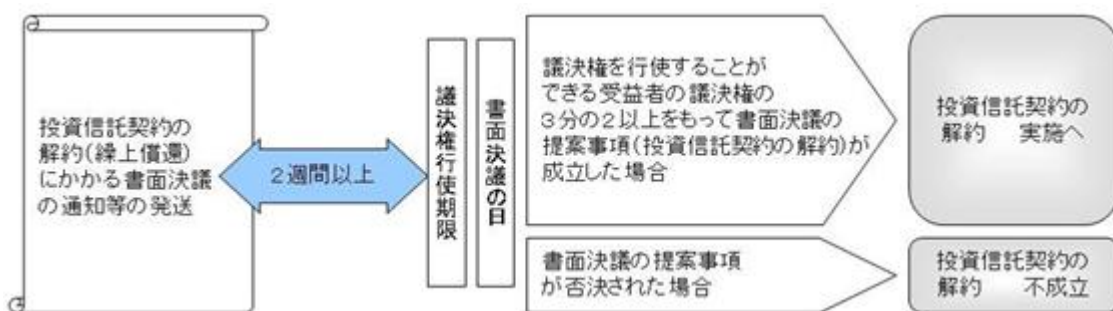 投資信託契約の
解約(繰上償還)
にかかる書面決議
の通知等の発送
2週間以上
議決権行使期限
書面決議の日
議決権を行使することが
できる受益者の議決権の
3分の2以上をもって書面決議の
提案事項(投資信託契約の解約)が
成立した場合
投資信託契約の
解約　実施へ
書面決議の提案事項
が否決された場合
投資信託契約の
解約　不成立